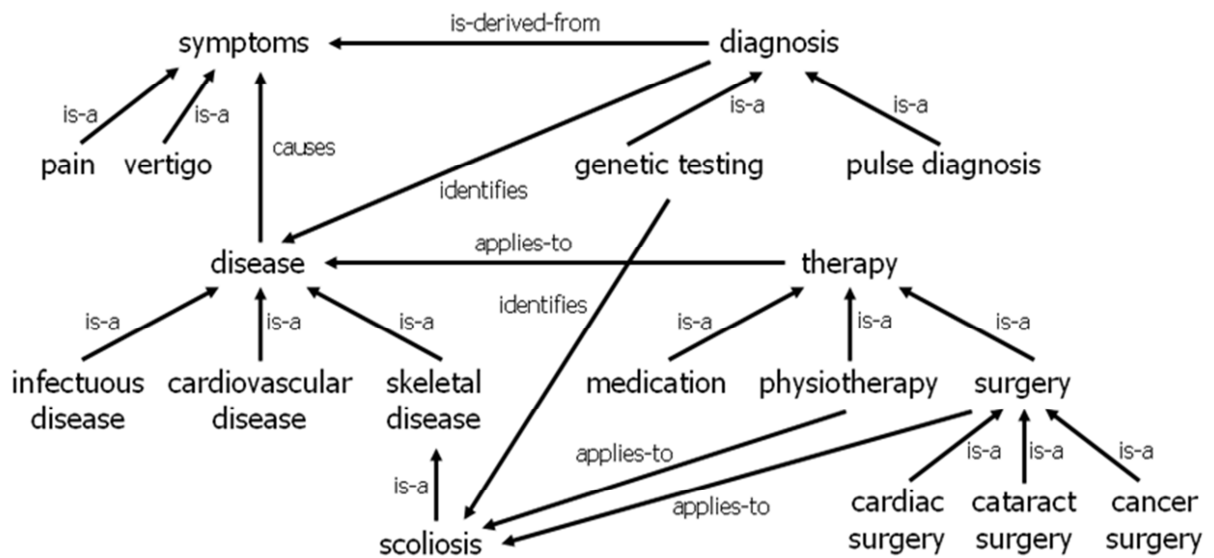 is-derived-from
symptoms
diagnosis
is-a
is-a
is-a
is-a
pain
vertigo
causes
genetic testing
pulse diagnosis
identifies
applies-to
disease
therapy
identifies
is-a
is-a
is-a
is-a
is-a
is-a
infectuous
disease
cardiovascular
disease
skeletal
disease
medication
physiotherapy
surgery
applies-to
is-a
is-a
is-a
is-a
applies-to
scoliosis
cardiac
surgery
cataract
surgery
cancer
surgery